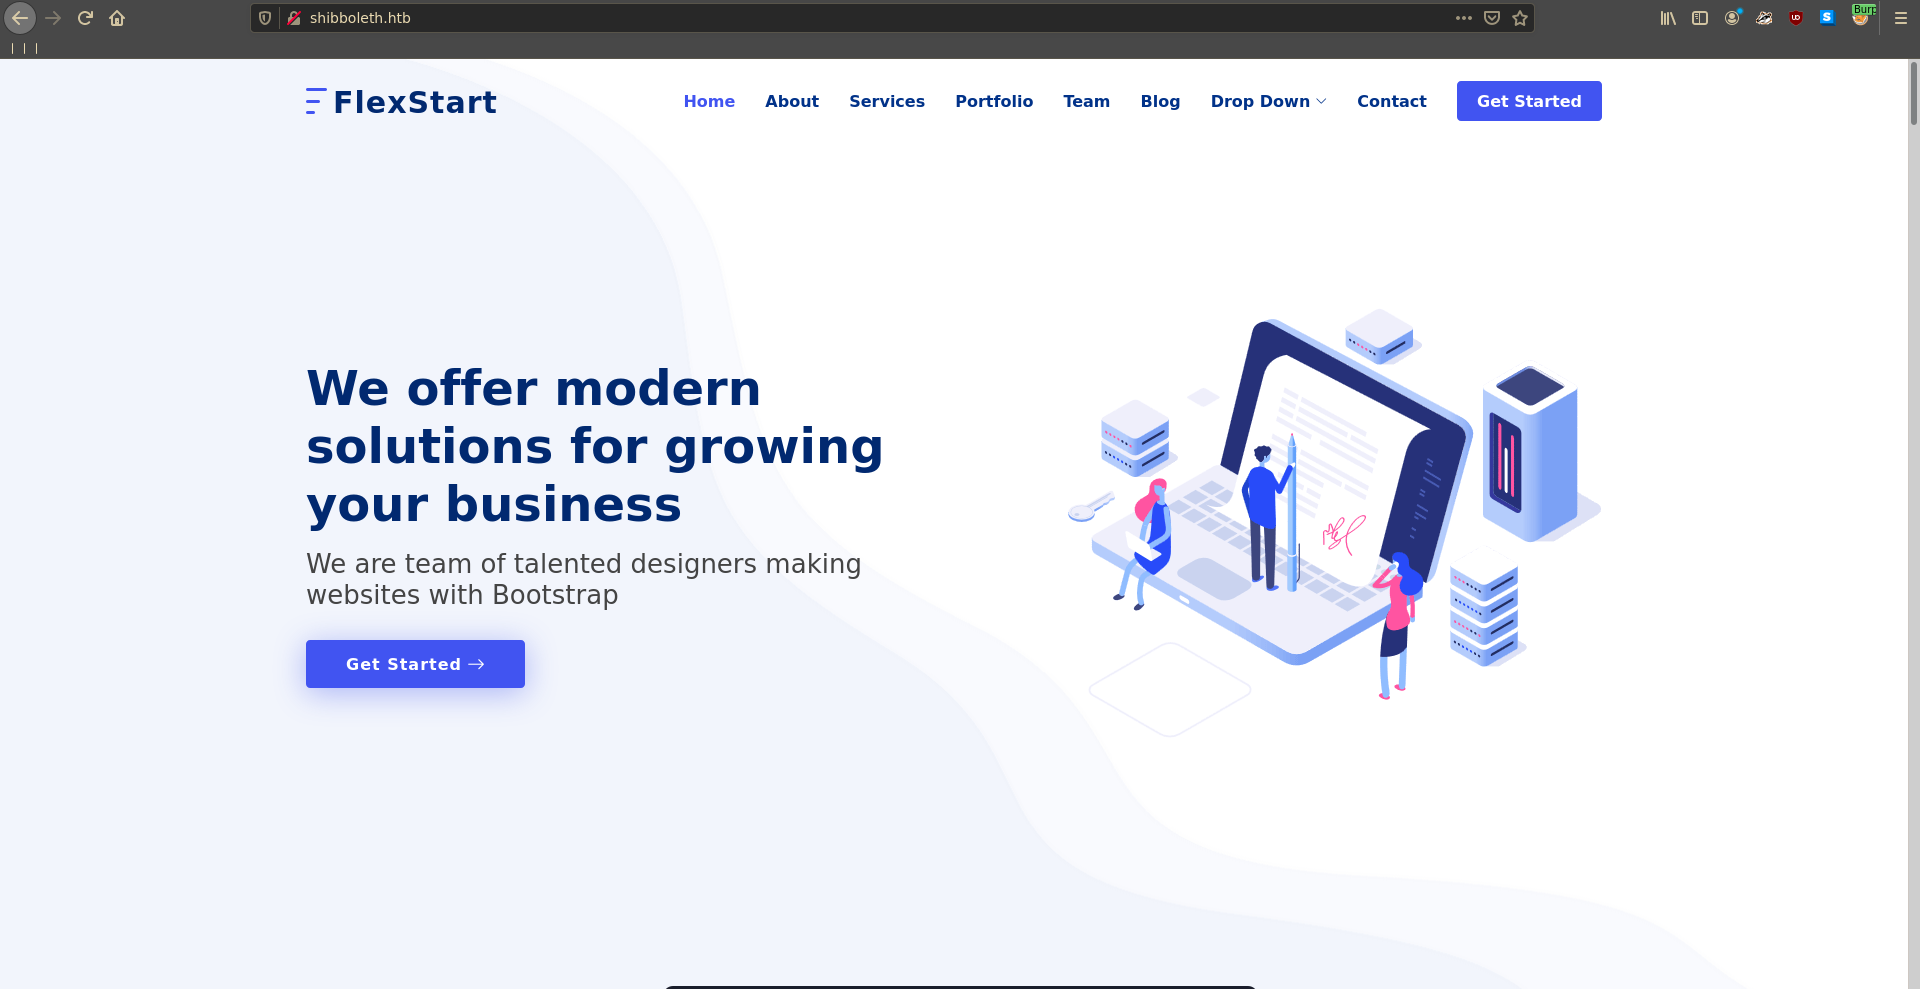 shibboleth.htb
Burp
FlexStart
Home About Services Portfolio Team Blog Drop Down Contact Get Started
We offer modern
solutions for growing
your business
We are team of talented designers making
websites with Bootstrap
Get Started